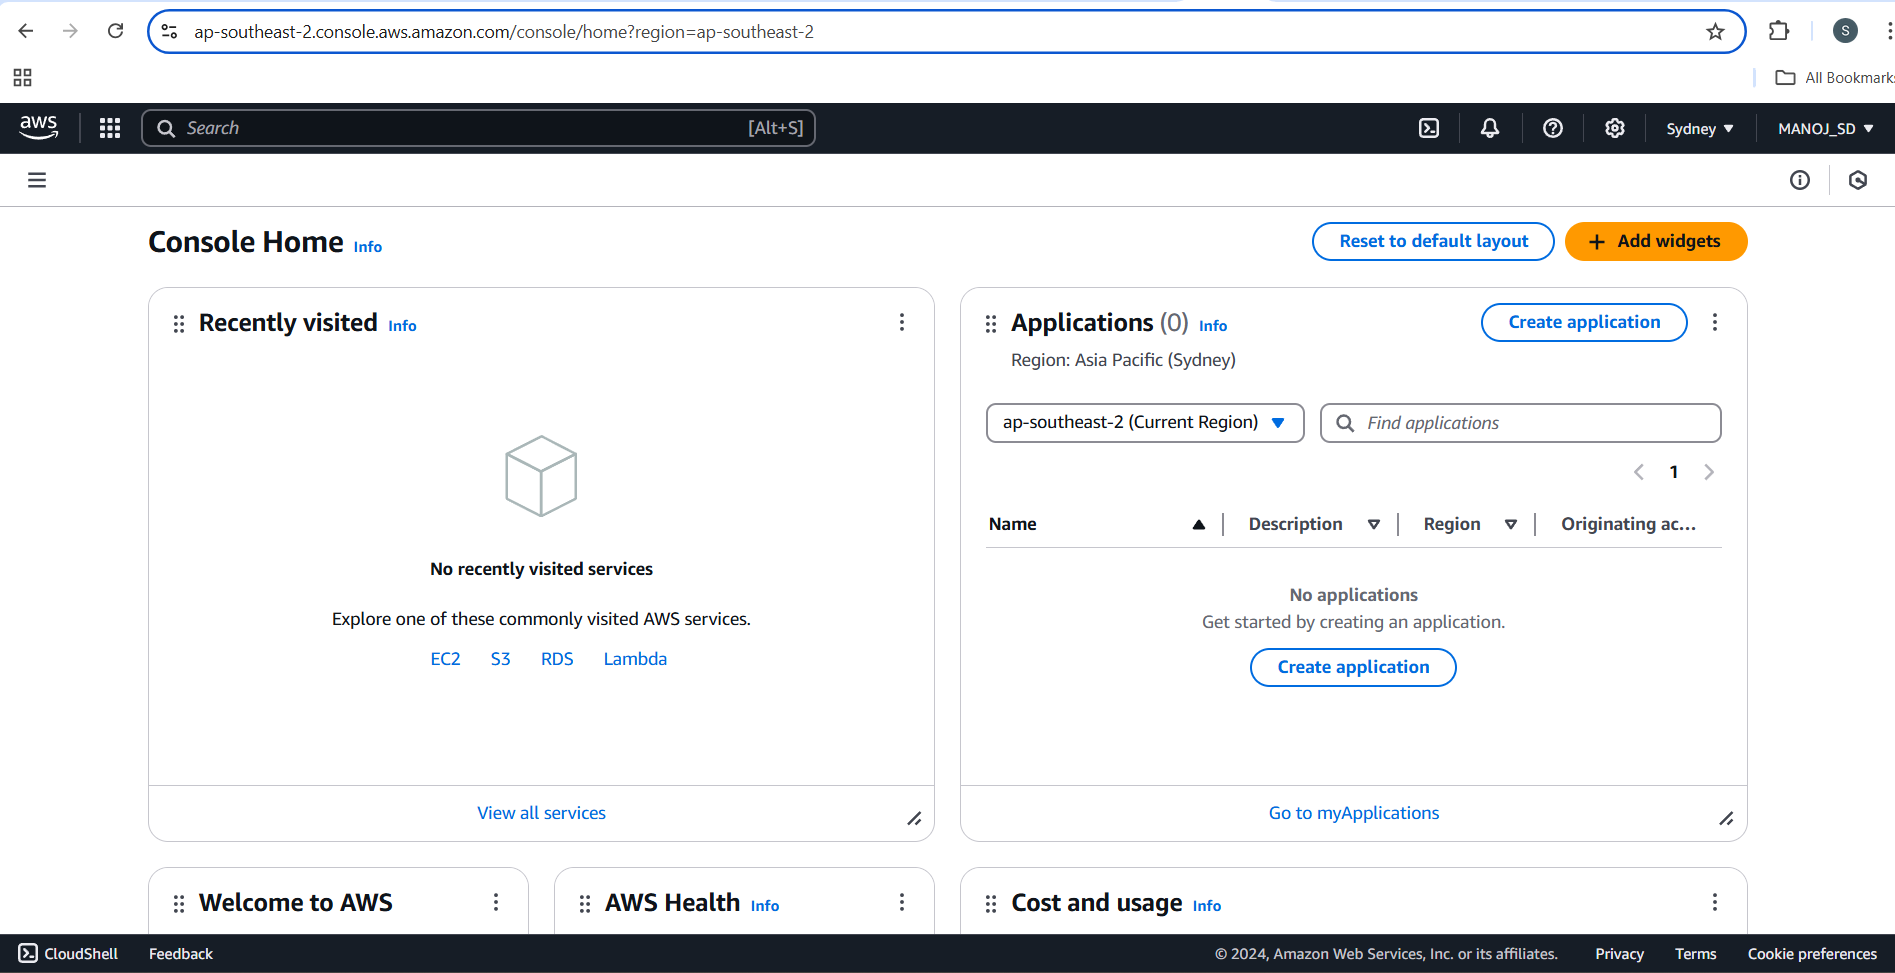 ap-southeast-2.console.aws.amazon.com/console/home?region=ap-southeast-2
S
All Bookmarks
aws
Search [Alt+S]
Sydney
MANOJ_SD
Console Home Info
Reset to default layout
Add widgets
Recently visited Info
No recently visited services
Explore one of these commonly visited AWS services.
EC2 S3 RDS Lambda
View all services
Applications (0) Info
Create application
Region: Asia Pacific (Sydney)
ap-southeast-2 (Current Region)
Find applications
1
Name Description Region Originating ac...
No applications
Get started by creating an application.
Create application
Go to myApplications
Welcome to AWS
AWS Health Info
Cost and usage Info
CloudShell Feedback © 2024, Amazon Web Services, Inc. or its affiliates. Privacy Terms Cookie preferences